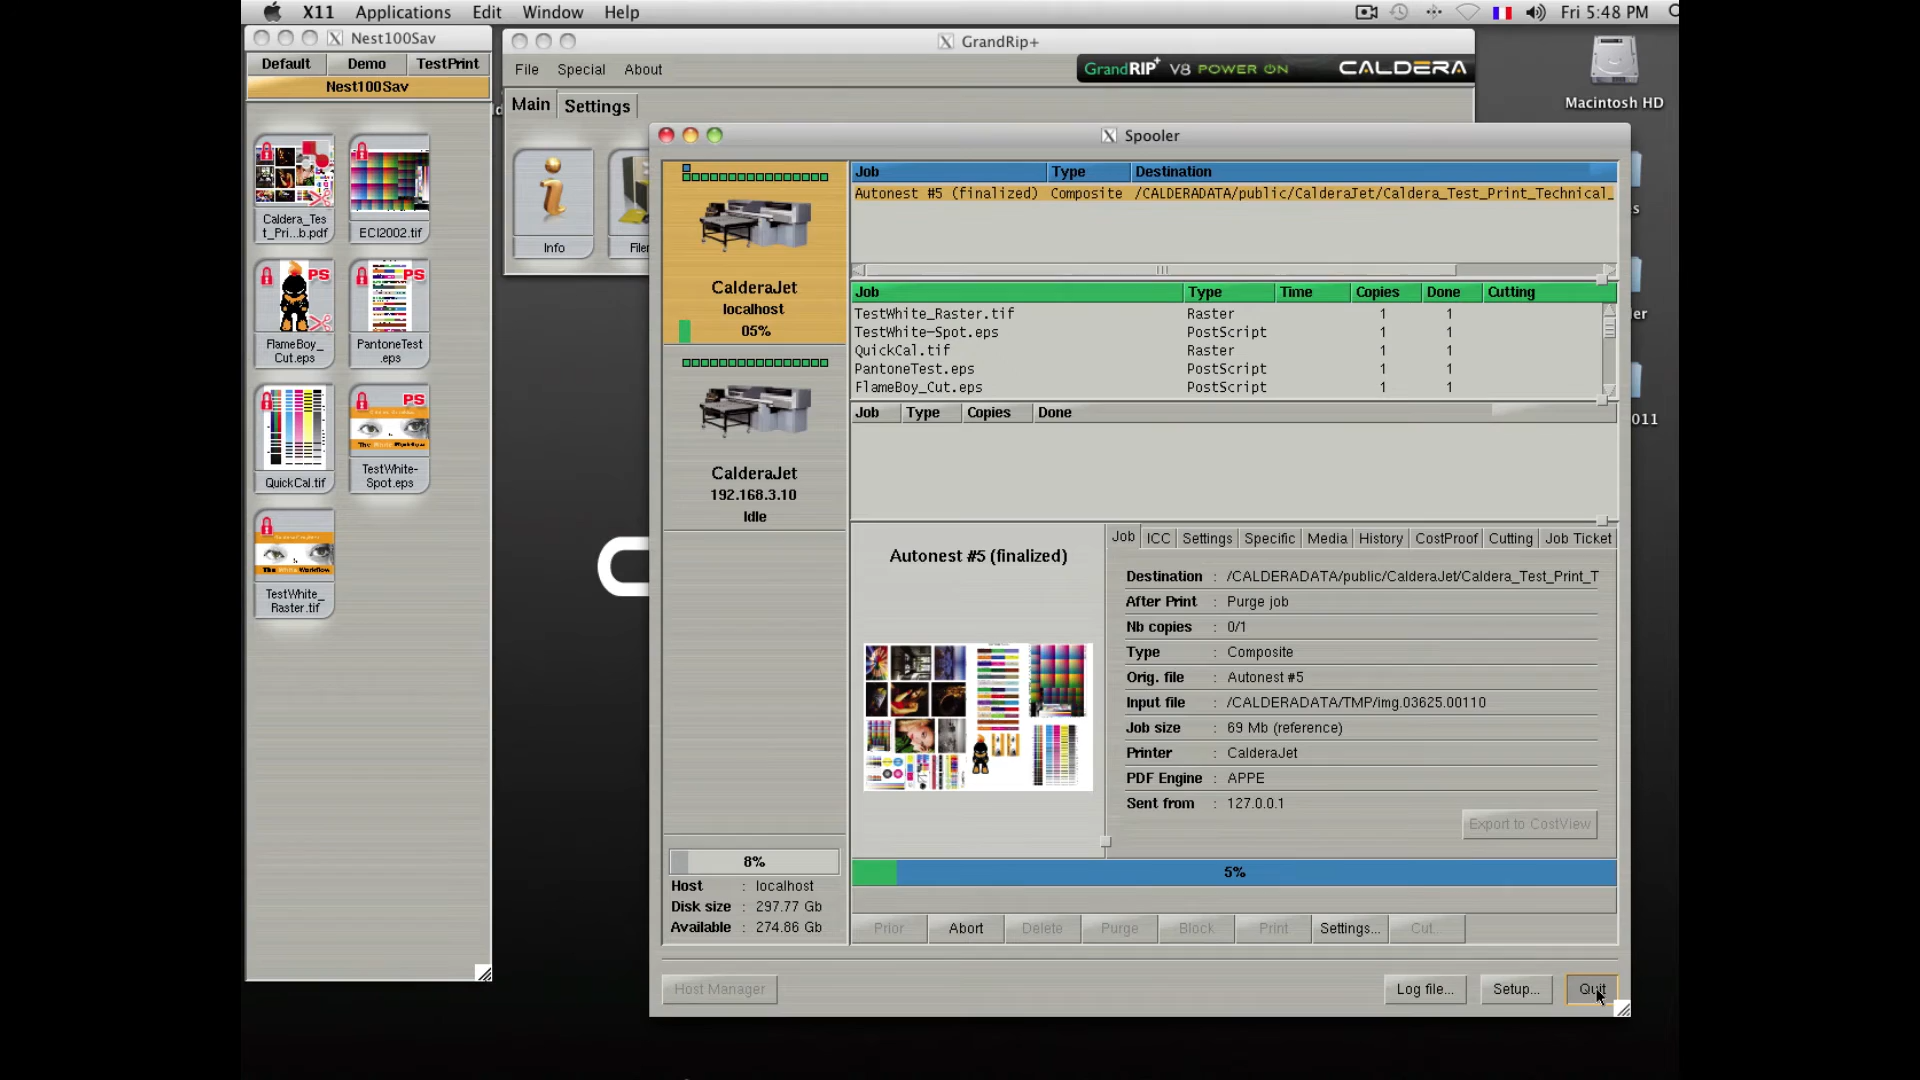 X11 Applications Edit Window Help
Fri 5:48 PM
Nest100Sav
Default Demo TestPrint
Nest100Sav
Caldera_Tes
t_Pri...b.pdf
ECI2002.tif
PS PS
FlameBoy_
Cut.eps
PantoneTest
.eps
PS
QuickCal.tif
TestWhite-
Spot.eps
TestWhite_
Raster.tif
X GrandRip+
File Special About
GrandRIP+ V8 POWER ON CALDERA
Main Settings
Info
Macintosh HD
011
X Spooler
CalderaJet
localhost
05%
CalderaJet
192.168.3.10
Idle
8%
Host : localhost
Disk size : 297.77 Gb
Available : 274.86 Gb
Job Type Destination
Autonest #5 (finalized) Composite /CALDERADATA/public/CalderaJet/Caldera_Test_Print_Technical_
Job Type Time Copies Done Cutting
TestWhite_Raster.tif Raster 1 1
TestWhite-Spot.eps PostScript 1 1
QuickCal.tif Raster 1 1
PantoneTest.eps PostScript 1 1
FlameBoy_Cut.eps PostScript 1 1
Job Type Copies Done
Autonest #5 (finalized)
Job ICC Settings Specific Media History CostProof Cutting Job Ticket
Destination : /CALDERADATA/public/CalderaJet/Caldera_Test_Print_T
After Print : Purge job
Nb copies : 0/1
Type : Composite
Orig. file : Autonest #5
Input file : /CALDERADATA/TMP/img.03625.00110
Job size : 69 Mb (reference)
Printer : CalderaJet
PDF Engine : APPE
Sent from : 127.0.0.1
Export to CostView
5%
Prior Abort Delete Purge Block Print Settings... Cut...
Host Manager Log file... Setup... Quit